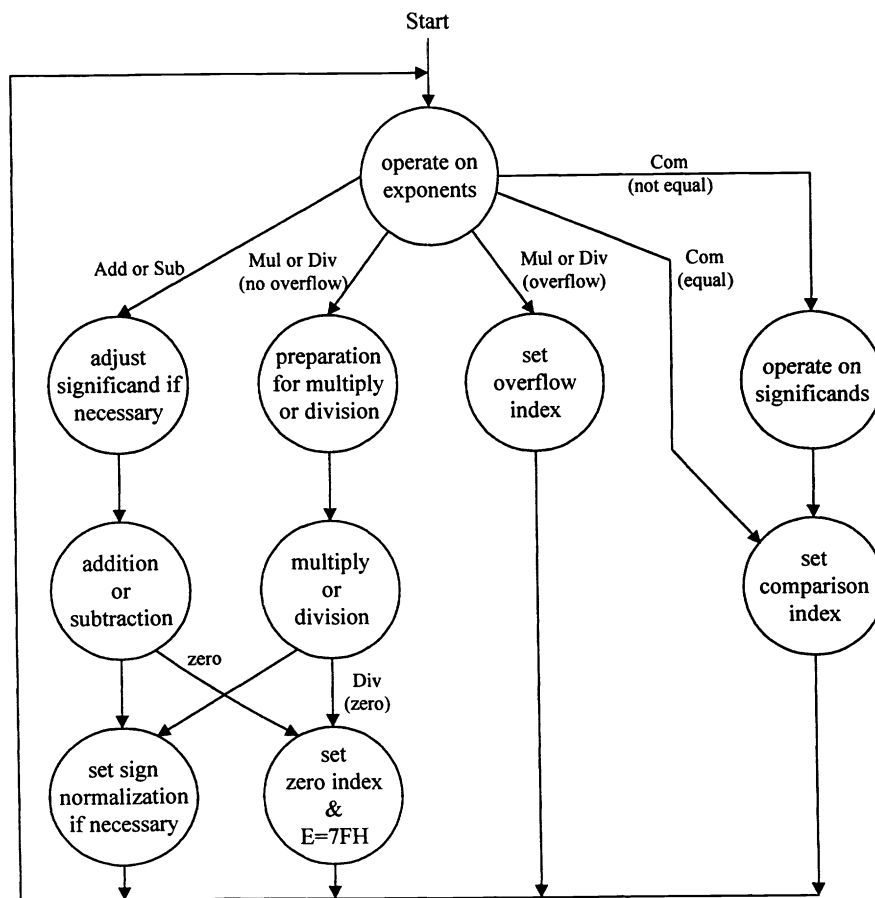 Start
operate on
exponents
Com
(not equal)
Add or Sub
Mul or Div
(no overflow)
Mul or Div
(overflow)
Com
(equal)
adjust
significand if
necessary
preparation
for multiply
or division
set
overflow
index
operate on
significands
addition
or
subtraction
multiply
or
division
set
comparison
index
zero
Div
(zero)
set sign
normalization
if necessary
set
zero index
&
E=7FH